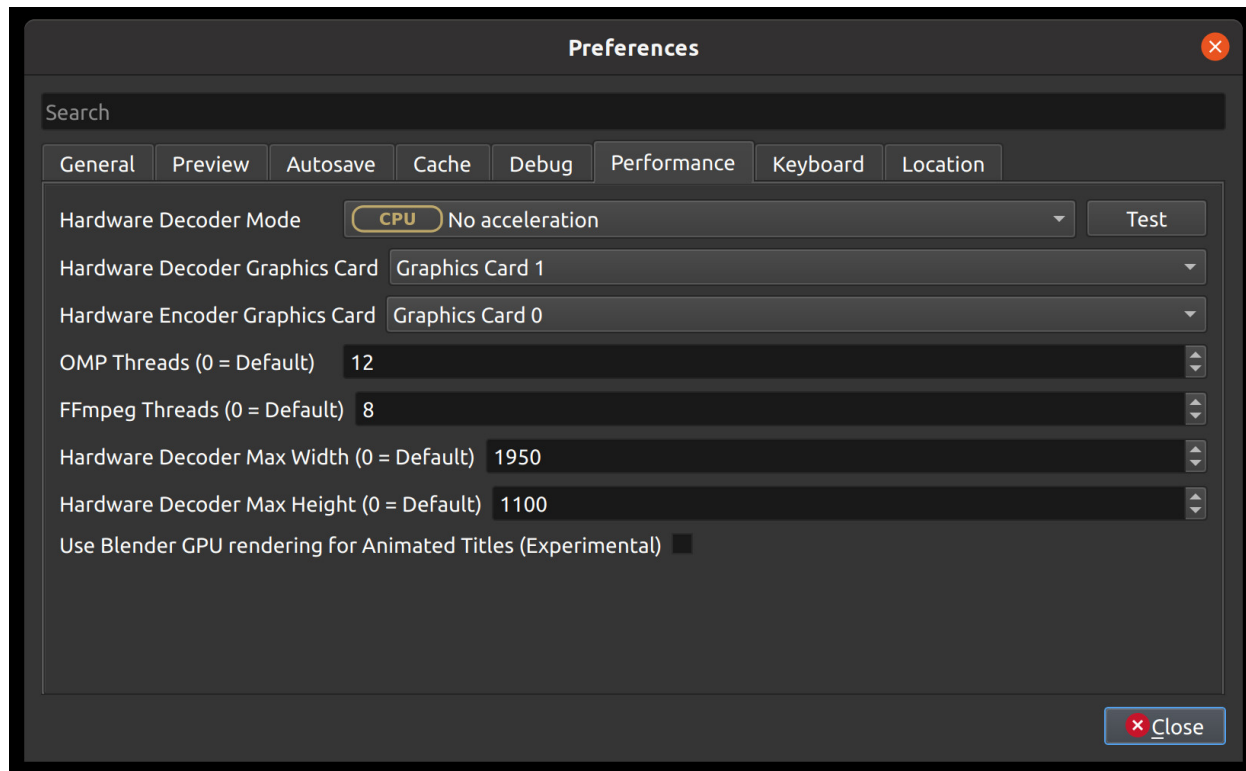 Preferences
Search
General Preview Autosave Cache Debug Performance Keyboard Location
Hardware Decoder Mode CPU No acceleration Test
Hardware Decoder Graphics Card Graphics Card 1
Hardware Encoder Graphics Card Graphics Card 0
OMP Threads (0 = Default) 12
FFmpeg Threads (0 = Default) 8
Hardware Decoder Max Width (0 = Default) 1950
Hardware Decoder Max Height (0 = Default) 1100
Use Blender GPU rendering for Animated Titles (Experimental)
Close